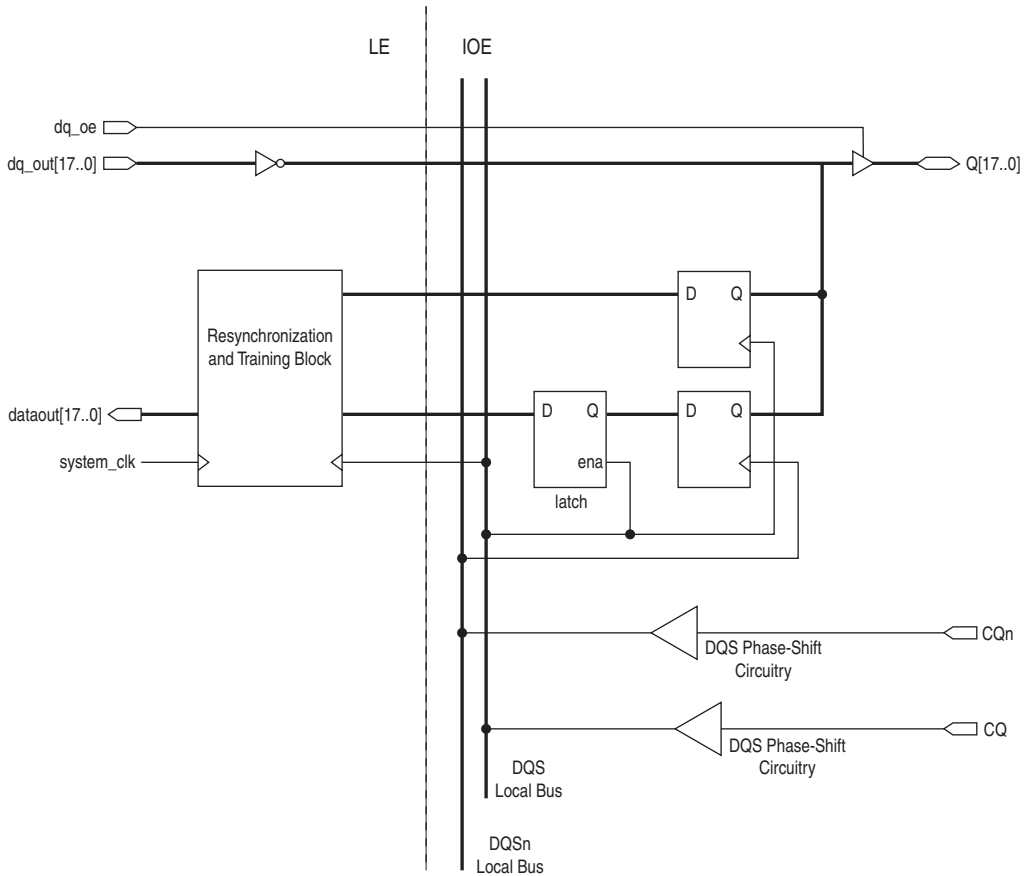 LE
IOE
dq_oe
dq_out[17..0]
Q[17..0]
D
Q
Resynchronization
and Training Block
dataout[17..0]
D
Q
D
Q
system_clk
ena
latch
CQn
DQS Phase-Shift
Circuitry
CQ
DQS Phase-Shift
Circuitry
DQS
Local Bus
DQSn
Local Bus